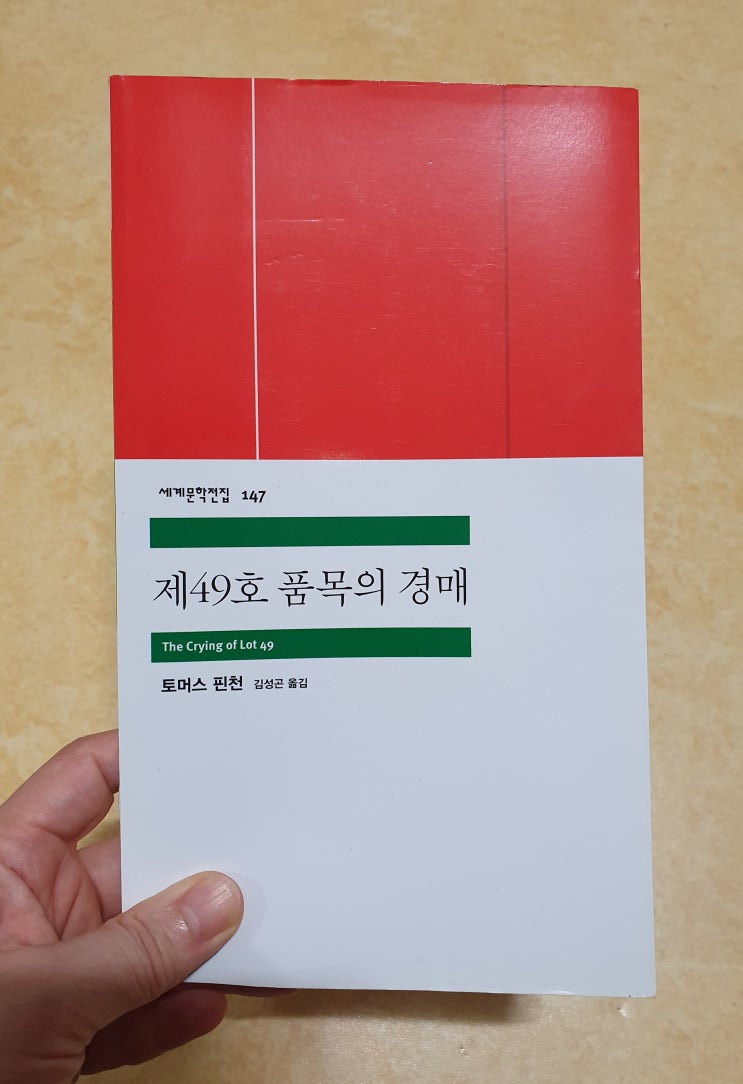 세계문학전집 147
제49호 품목의 경매
The Crying of Lot 49
토머스 핀천 김성곤 옮김